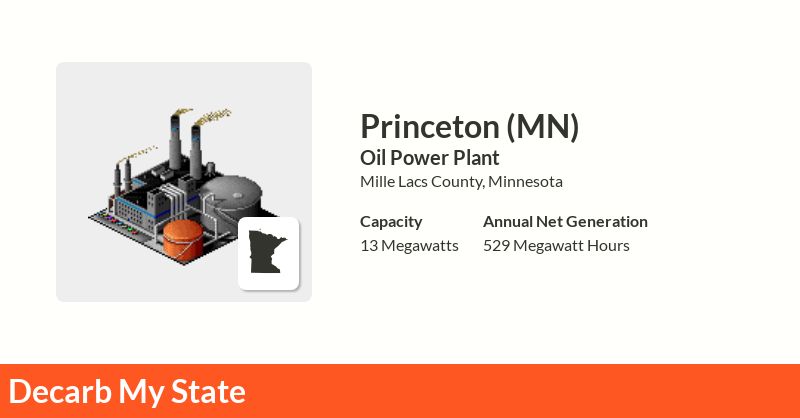 Princeton (MN)
Oil Power Plant
Mille Lacs County, Minnesota
Capacity
13 Megawatts
Annual Net Generation
529 Megawatt Hours
Decarb My State